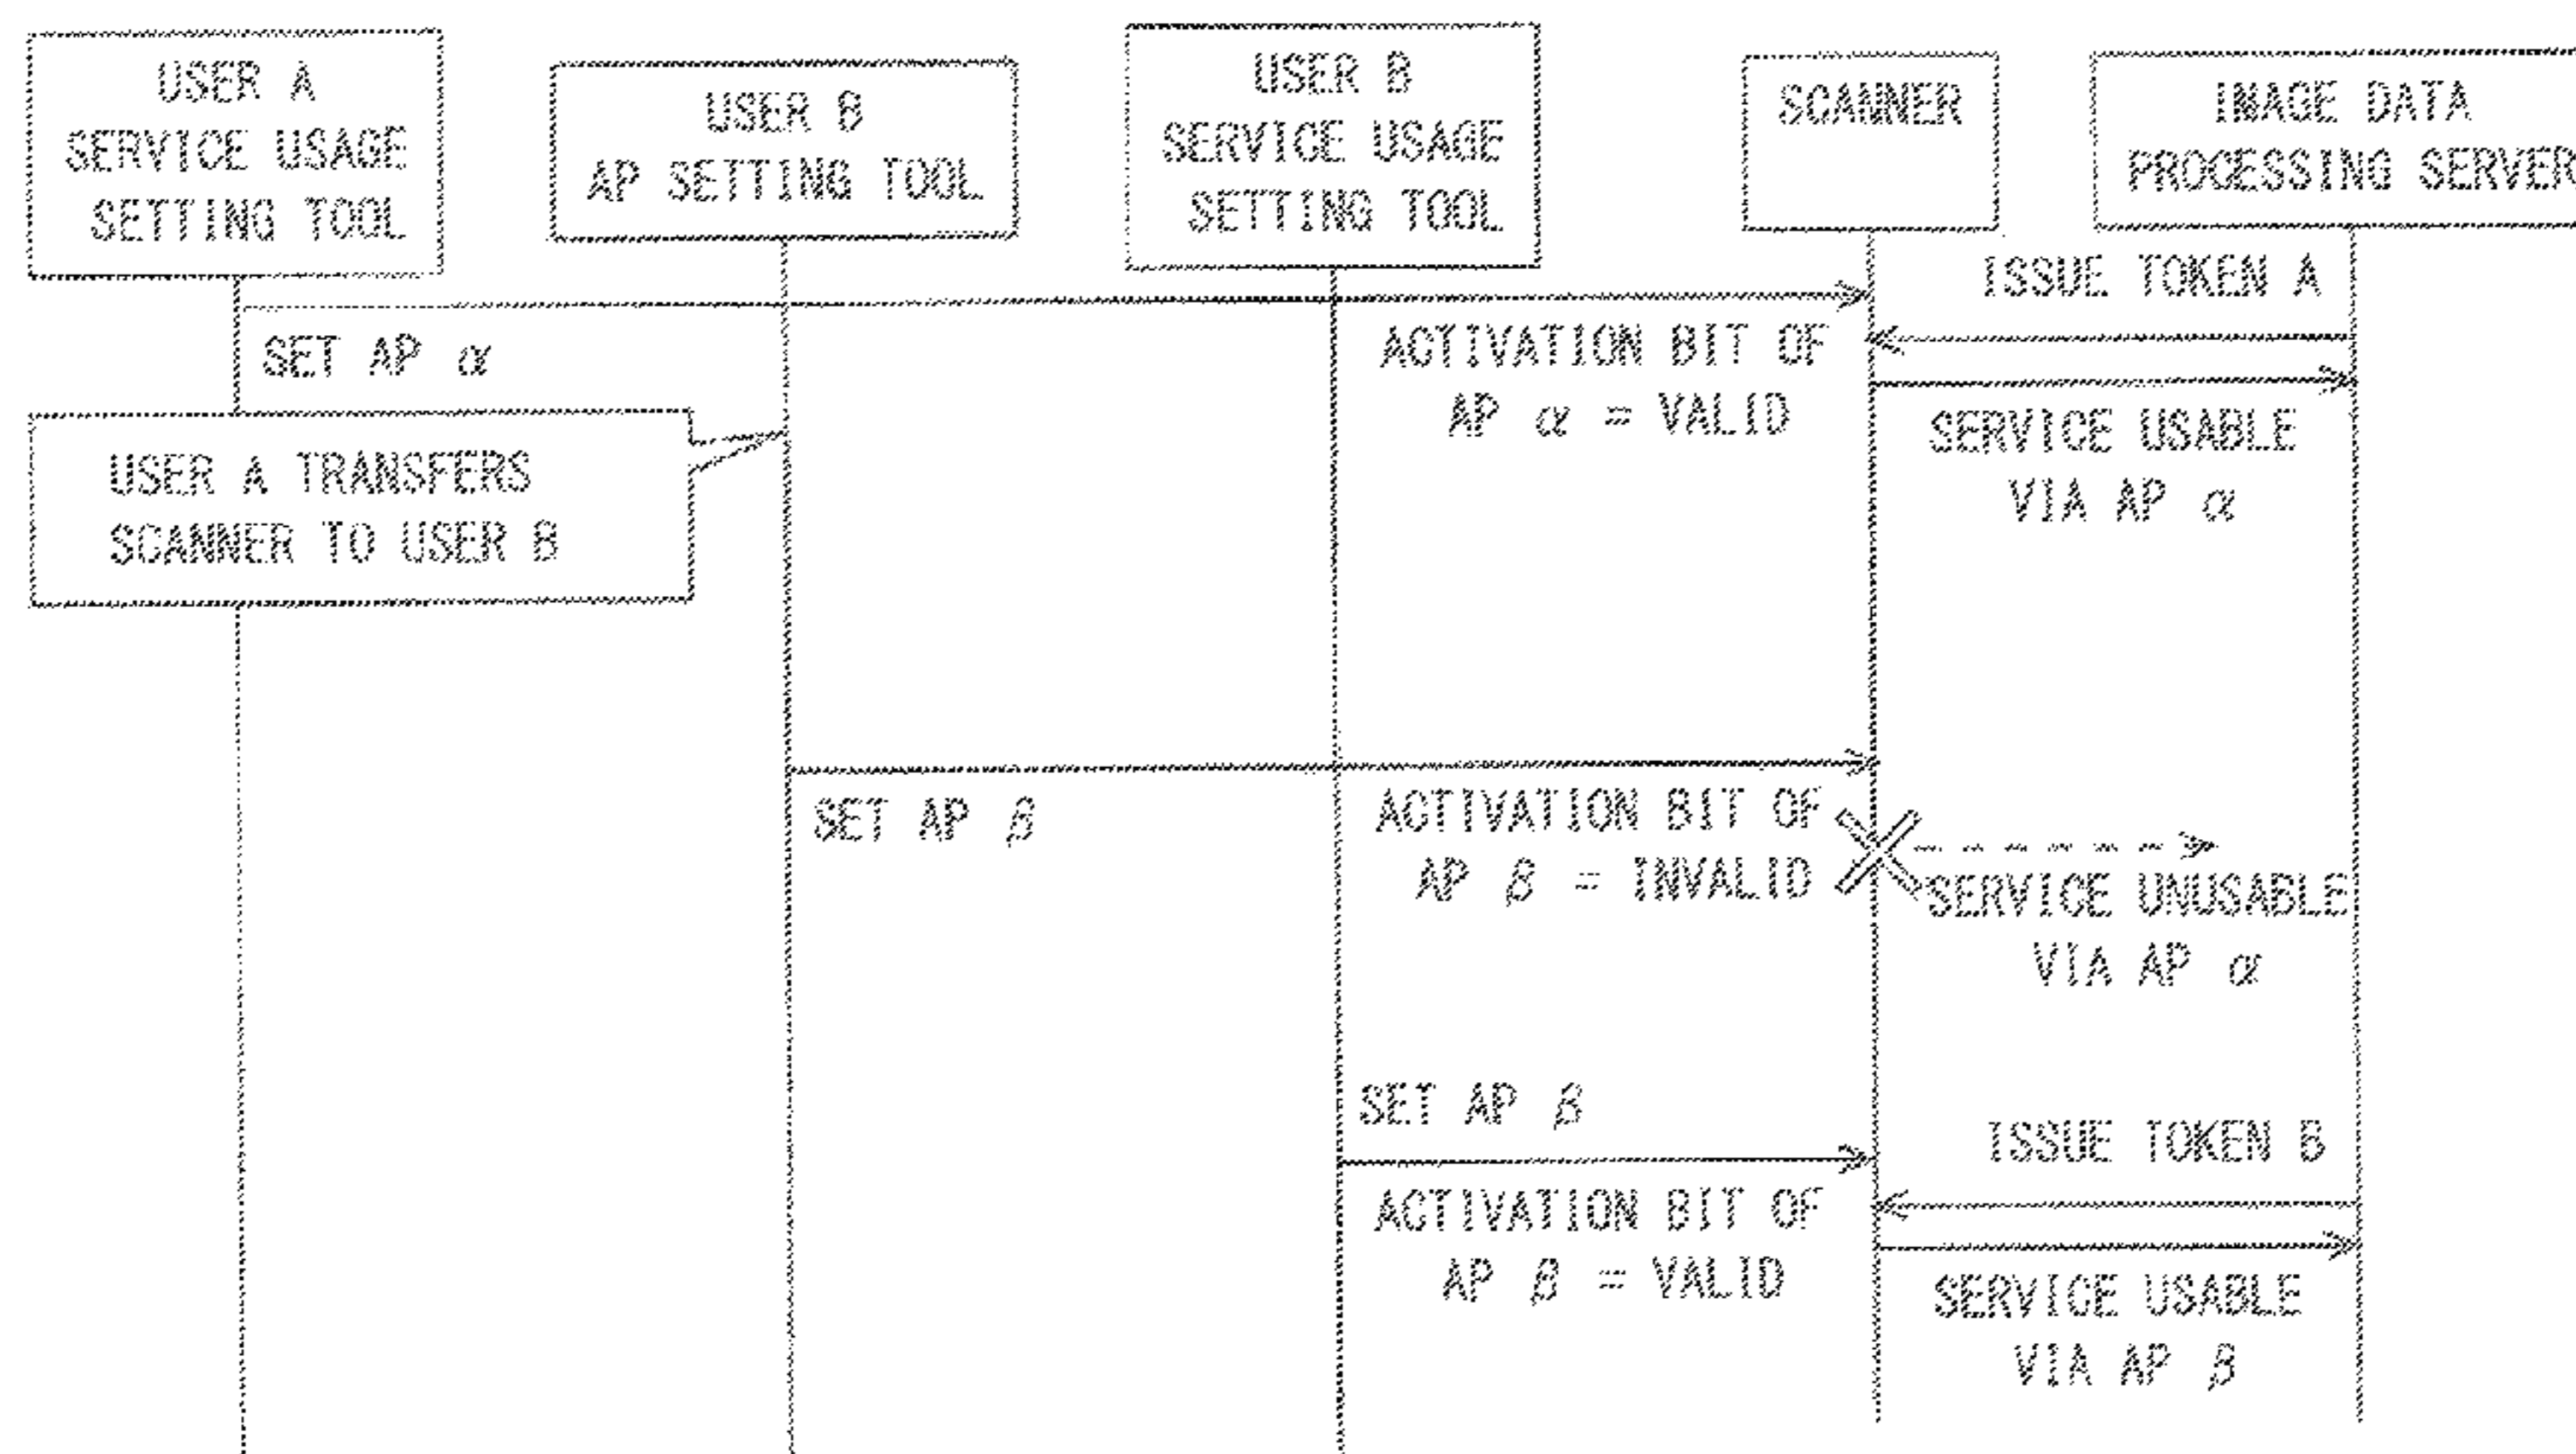 USER A
SERVICE USAGE
SETTING TOOL
USER B
AP SETTING TOOL
USER B
SERVICE USAGE
SETTING TOOL
SCANNER
IMAGE DATA
PROCESSING SERVER
ISSUE TOKEN A
SET AP α
ACTIVATION BIT OF
AP α = VALID
SERVICE USABLE
VIA AP α
USER A TRANSFERS
SCANNER TO USER B
SET AP β
ACTIVATION BIT OF
AP β = INVALID
SERVICE UNUSABLE
VIA AP α
SET AP β
ISSUE TOKEN B
ACTIVATION BIT OF
AP β = VALID
SERVICE USABLE
VIA AP β